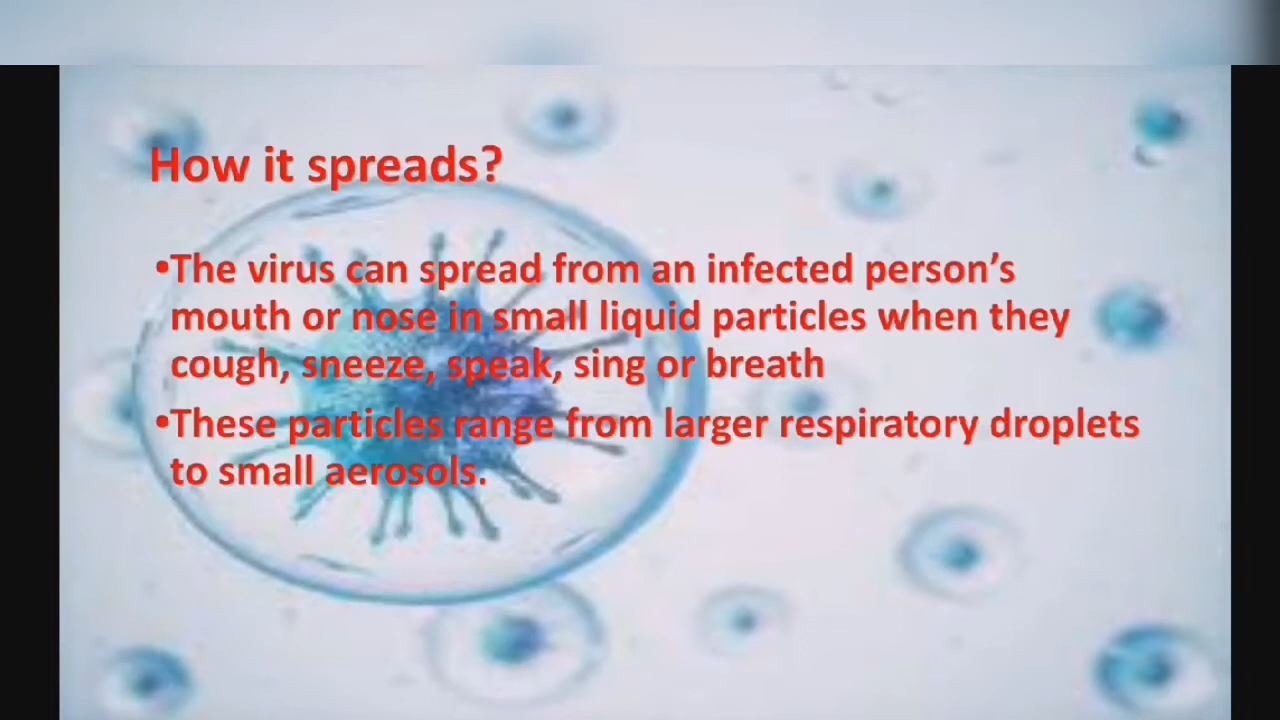 How it spreads?
•The virus can spread from an infected person’s
mouth or nose in small liquid particles when they
cough, sneeze, speak, sing or breath
•These particles range from larger respiratory droplets
to small aerosols.